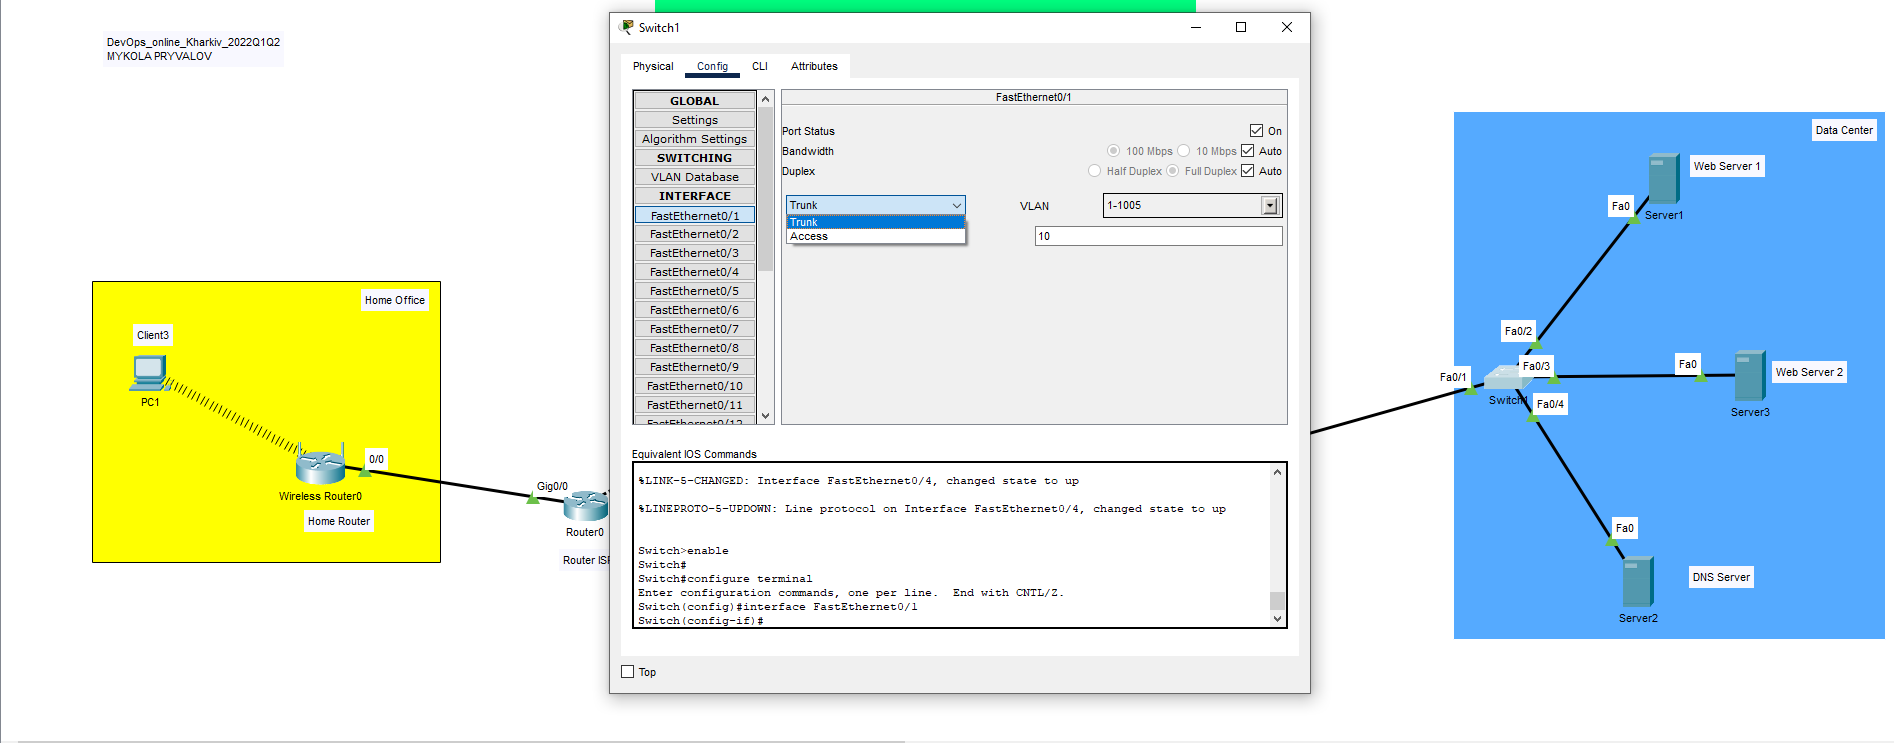 DevOps_online_Kharkiv_2022Q1Q2
MYKOLA PRYVALOV
Home Office
Client3
PC1
0/0
Wireless Router0
Home Router
Gig0/0
Router0
Router ISP
Switch1
Physical
Config
CLI
Attributes
GLOBAL
Settings
Algorithm Settings
SWITCHING
VLAN Database
INTERFACE
FastEthernet0/1
FastEthernet0/2
FastEthernet0/3
FastEthernet0/4
FastEthernet0/5
FastEthernet0/6
FastEthernet0/7
FastEthernet0/8
FastEthernet0/9
FastEthernet0/10
FastEthernet0/11
FastEthernet0/12
FastEthernet0/1
Port Status
On
Bandwidth
100 Mbps
10 Mbps
Auto
Duplex
Half Duplex
Full Duplex
Auto
Trunk
Trunk
Access
VLAN
1-1005
10
Equivalent IOS Commands
%LINK-5-CHANGED: Interface FastEthernet0/4, changed state to up
%LINEPROTO-5-UPDOWN: Line protocol on Interface FastEthernet0/4, changed state to up
Switch>enable
Switch#
Switch#configure terminal
Enter configuration commands, one per line.  End with CNTL/Z.
Switch(config)#interface FastEthernet0/1
Switch(config-if)#
Top
Data Center
Web Server 1
Fa0
Server1
Fa0/2
Fa0/3
Fa0
Web Server 2
Fa0/1
Switch1
Fa0/4
Server3
Fa0
DNS Server
Server2